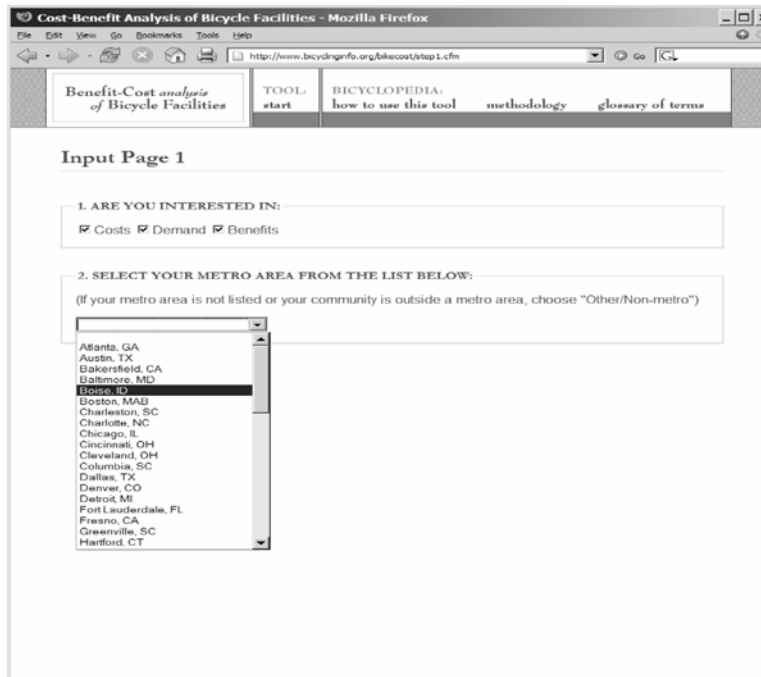 Cost-Benefit Analysis of Bicycle Facilities - Mozilla Firefox
File Edit View Go Bookmarks Tools Help
http://www.bicyclinginfo.org/bikecost/step1.cfm Go
Benefit-Cost analysis
of Bicycle Facilities
TOOL:
start
BICYCLOPEDIA:
how to use this tool methodology glossary of terms
Input Page 1
1. ARE YOU INTERESTED IN:
Costs Demand Benefits
2. SELECT YOUR METRO AREA FROM THE LIST BELOW:
(If your metro area is not listed or your community is outside a metro area, choose "Other/Non-metro")
Atlanta, GA
Austin, TX
Bakersfield, CA
Baltimore, MD
Boise, ID
Boston, MAB
Charleston, SC
Charlotte, NC
Chicago, IL
Cincinnati, OH
Cleveland, OH
Columbia, SC
Dallas, TX
Denver, CO
Detroit, MI
Fort Lauderdale, FL
Fresno, CA
Greenville, SC
Hartford, CT